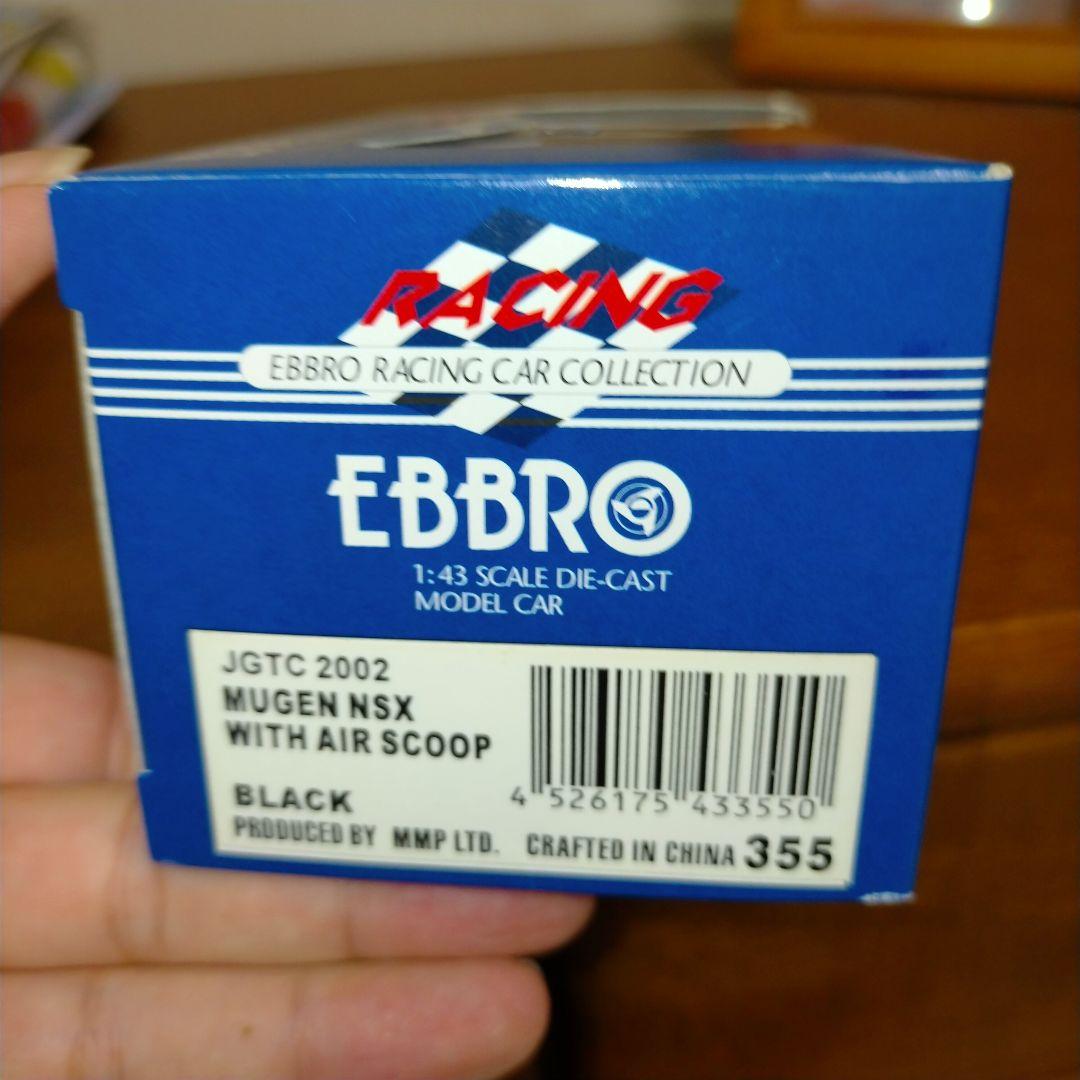 RACING
EBBRO RACING CAR COLLECTION
EBBRO
1:43 SCALE DIE-CAST
MODEL CAR
JGTC 2002
MUGEN NSX
WITH AIR SCOOP
BLACK
4 526175 433550
PRODUCED BY MMP LTD. CRAFTED IN CHINA 355